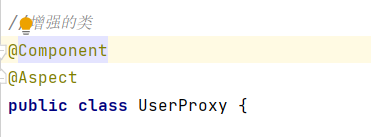 //增强的类
@Component
@Aspect
public class UserProxy {